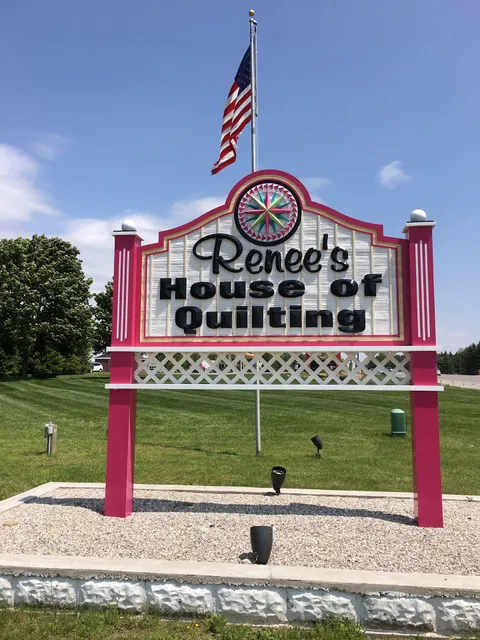 Renee's
House of
Quilting